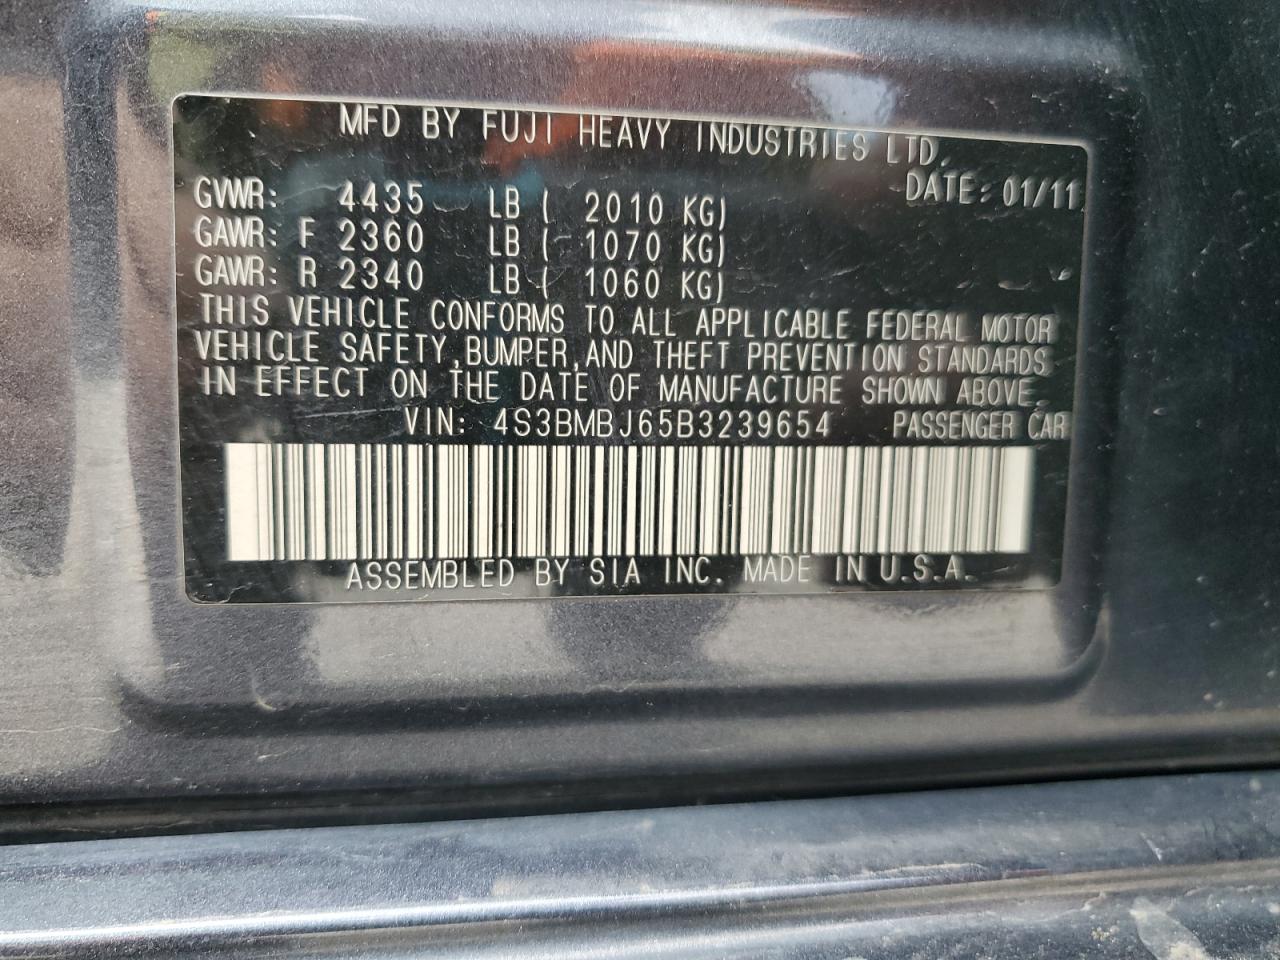 MFD BY FUJI HEAVY INDUSTRIES LTD.
DATE: 01/11
GVWR: 4435 LB ( 2010 KG)
GAWR: F 2360 LB ( 1070 KG)
GAWR: R 2340 LB ( 1060 KG)
THIS VEHICLE CONFORMS TO ALL APPLICABLE FEDERAL MOTOR
VEHICLE SAFETY,BUMPER,AND THEFT PREVENTION STANDARDS
IN EFFECT ON THE DATE OF MANUFACTURE SHOWN ABOVE.
VIN: 4S3BMBJ65B3239654 PASSENGER CAR
ASSEMBLED BY SIA INC. MADE IN U.S.A.